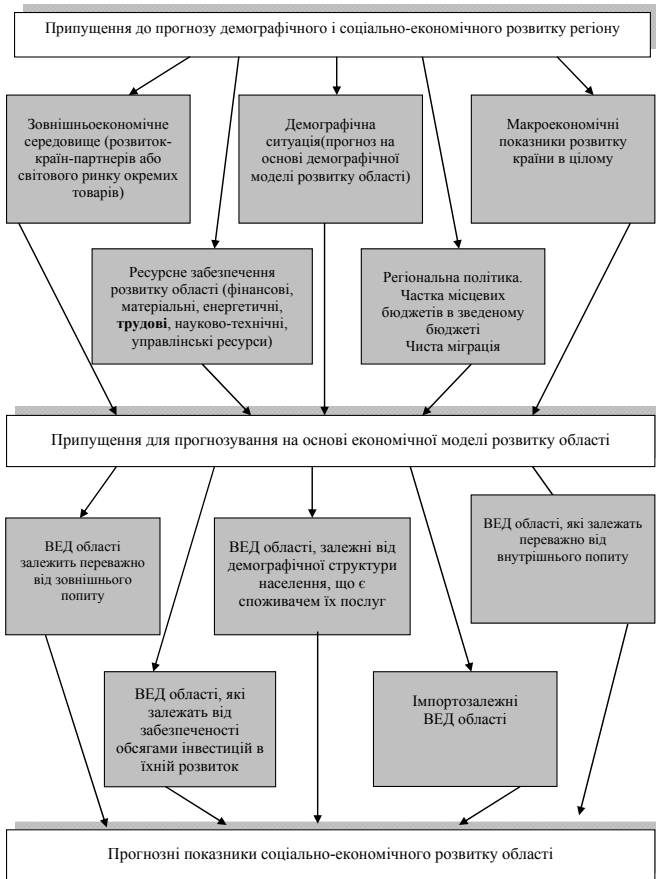 Припущення до прогнозу демографічного і соціально-економічного розвитку регіону
Зовнішньоекономічне
середовище (розвиток-
країн-партнерів або
світового ринку окремих
товарів)
Демографічна
ситуація(прогноз на
основі демографічної
моделі розвитку області)
Макроекономічні
показники розвитку
країни в цілому
Ресурсне забезпечення
розвитку області (фінансові,
матеріальні, енергетичні,
трудові, науково-технічні,
управлінські ресурси)
Регіональна політика.
Частка місцевих
бюджетів в зведеному
бюджеті
Чиста міграція
Припущення для прогнозування на основі економічної моделі розвитку області
ВЕД області
залежить переважно
від зовнішнього
попиту
ВЕД області, залежні від
демографічної структури
населення, що є
споживачем їх послуг
ВЕД області, які залежать
переважно від
внутрішнього попиту
ВЕД області, які
залежать від
забезпеченості
обсягами інвестицій в
їхній розвиток
Імпортозалежні
ВЕД області
Прогнозні показники соціально-економічного розвитку області